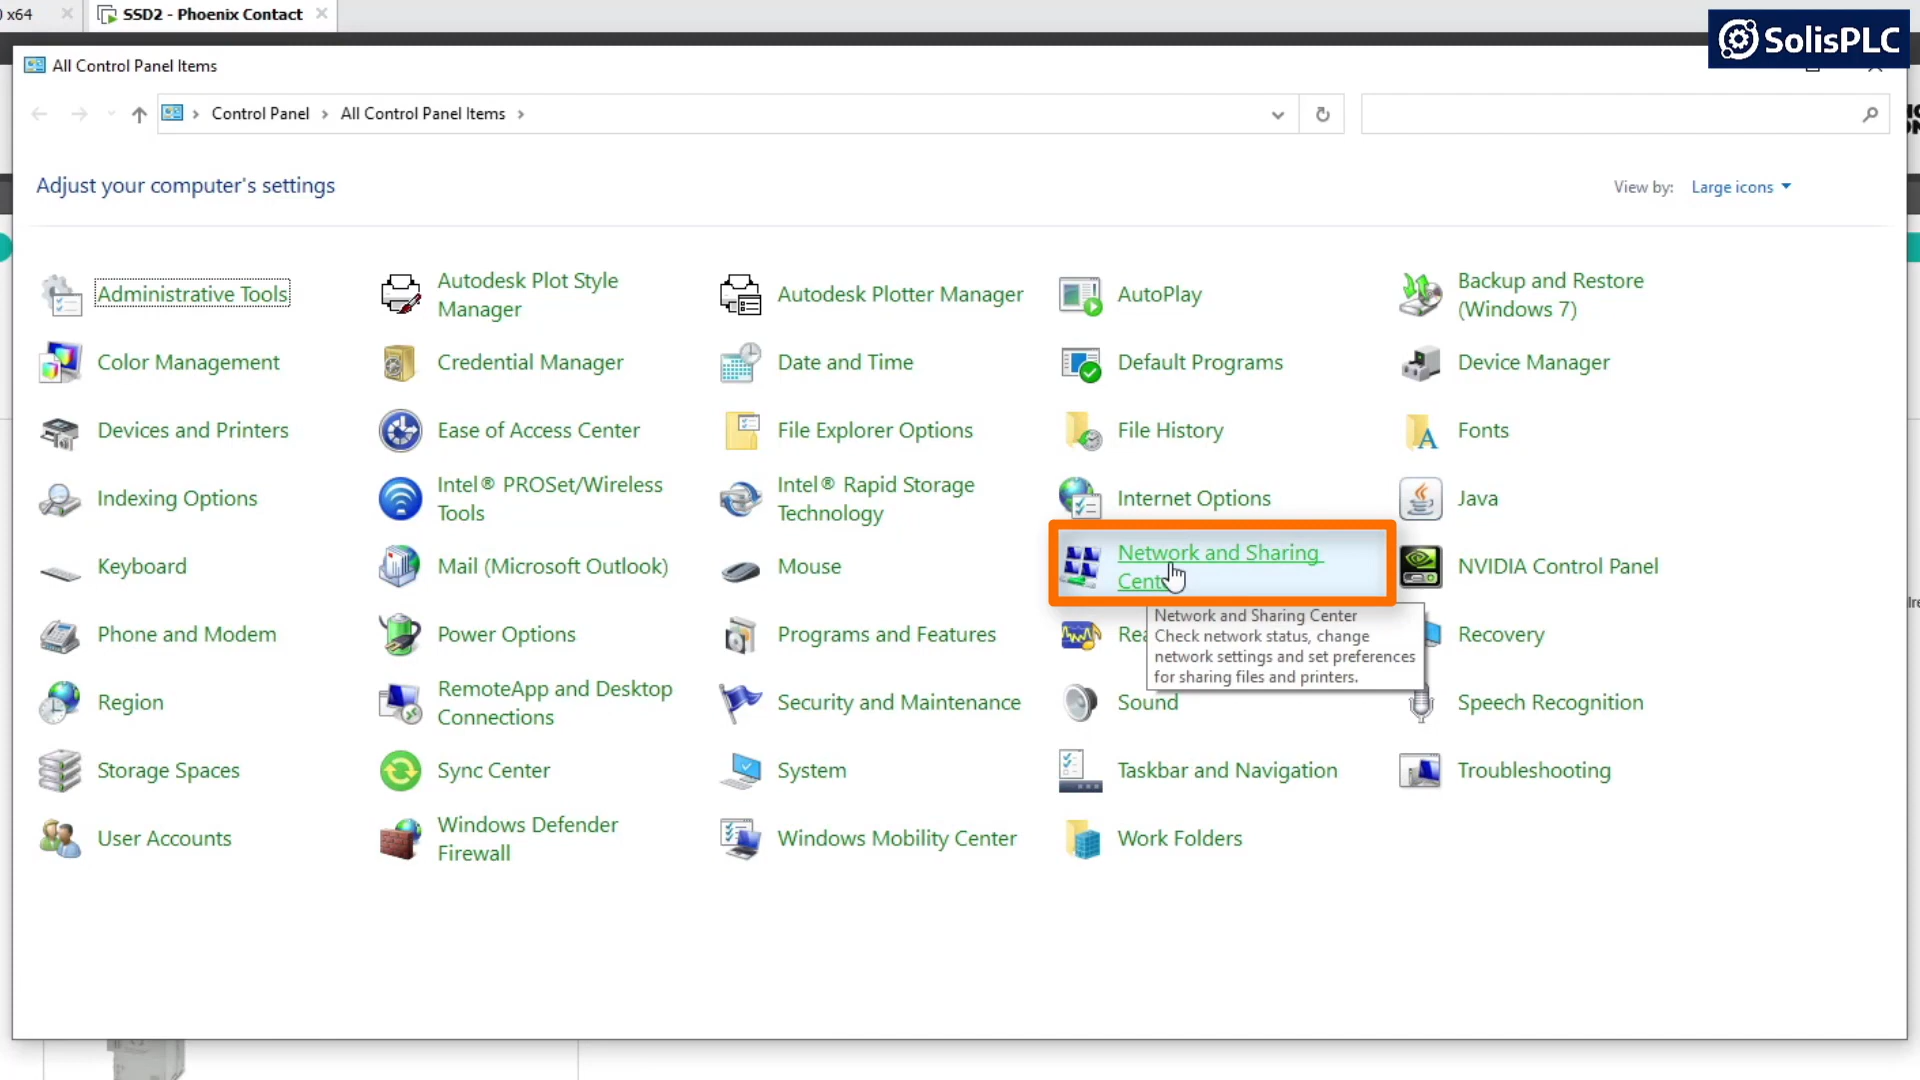 x64
SSD2 - Phoenix Contact
SolisPLC
All Control Panel Items
Control Panel
All Control Panel Items
Adjust your computer's settings
View by:
Large icons
Administrative Tools
Autodesk Plot Style
Manager
Autodesk Plotter Manager
AutoPlay
Backup and Restore
(Windows 7)
Color Management
Credential Manager
Date and Time
Default Programs
Device Manager
Devices and Printers
Ease of Access Center
File Explorer Options
File History
Fonts
Indexing Options
Intel® PROSet/Wireless
Tools
Intel® Rapid Storage
Technology
Internet Options
Java
Keyboard
Mail (Microsoft Outlook)
Mouse
Network and Sharing
NVIDIA Control Panel
Network and Sharing Center
Check network status, change
network settings and set preferences
for sharing files and printers.
Phone and Modem
Power Options
Programs and Features
Recovery
Region
RemoteApp and Desktop
Connections
Security and Maintenance
Sound
Speech Recognition
Storage Spaces
Sync Center
System
Taskbar and Navigation
Troubleshooting
User Accounts
Windows Defender
Firewall
Windows Mobility Center
Work Folders